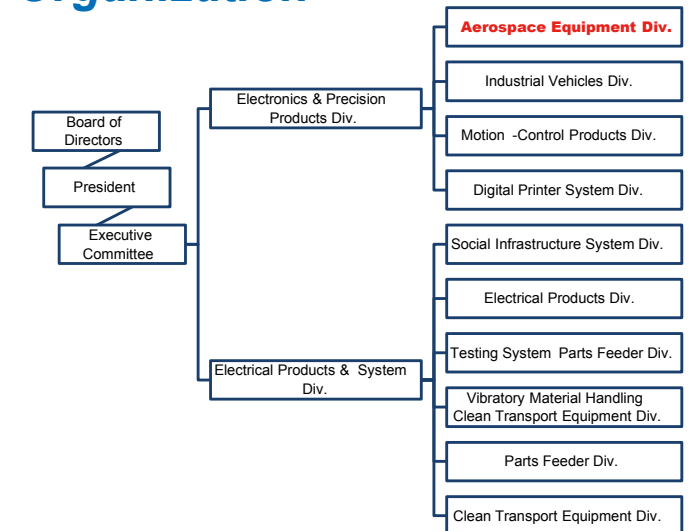 Organization
Aerospace Equipment Div.
Industrial Vehicles Div.
Electronics & Precision
Products Div.
Motion -Control Products Div.
Board of
Directors
President
Digital Printer System Div.
Executive
Committee
Social Infrastructure System Div.
Electrical Products Div.
Testing System Parts Feeder Div.
Electrical Products & System
Div.
Vibratory Material Handling
Clean Transport Equipment Div.
Parts Feeder Div.
Clean Transport Equipment Div.